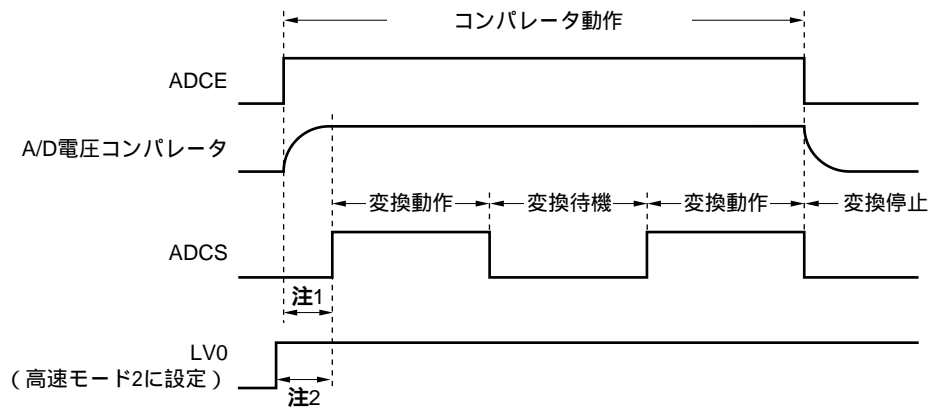 コンパレータ動作
ADCE
A/D電圧コンパレータ
変換動作
変換待機
変換動作
変換停止
ADCS
注1
LV0
（高速モード2に設定）
注2